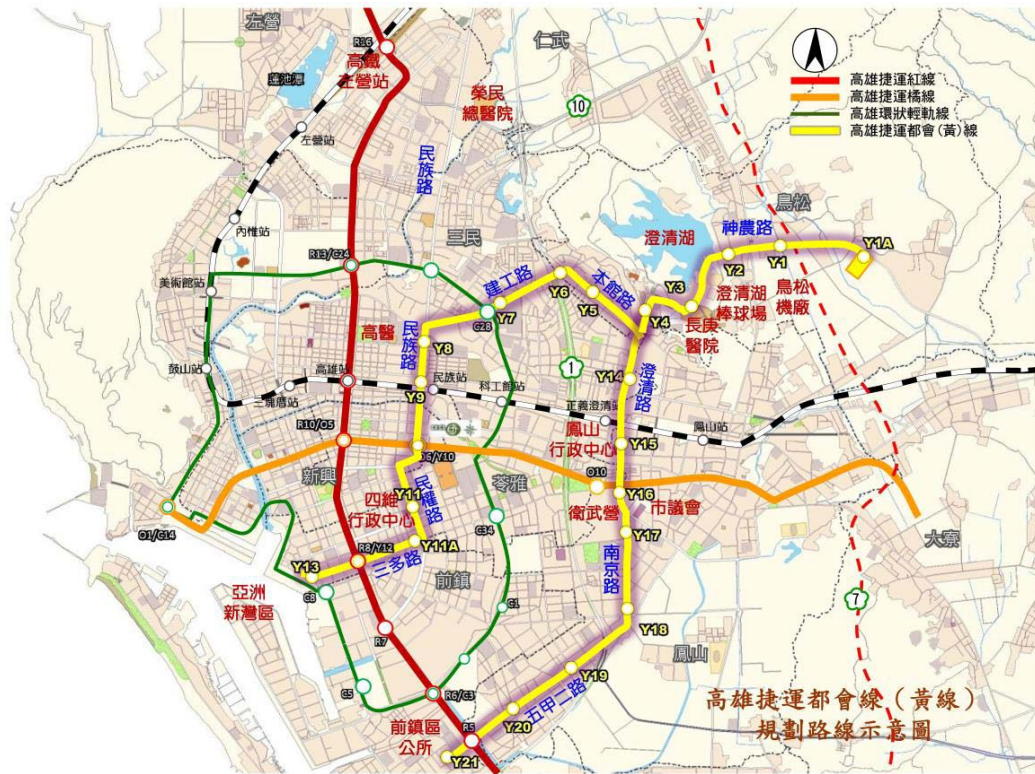 左營
仁武
R16
高鐵
左營站
蓮池潭
榮民
總醫院
10
高雄捷運紅線
高雄捷運橘線
高雄環狀輕軌線
高雄捷運都會(黃)線
左營站
民族路
內惟站
三民
鳥松
澄清湖
神農路
Y1A
Y1
Y2
R13/C24
美術館站
建工路
Y6
本館路
Y5
Y3
Y4
澄清湖
棒球場
鳥松
機廠
長庚
醫院
Y7
C28
高醫
民族路
Y8
鼓山站
1
澄清路
Y14
高雄站
三塊厝站
Y9
民族站
科工館站
正義澄清站
鳳山站
R10/O5
O6/Y10
鳳山
行政中心
Y15
新興
苓雅
O10
Y16
衛武營
市議會
四維
行政中心
Y11
民權路
O1/C14
C34
Y17
大寮
R8/Y12
Y11A
三多路
Y13
C8
前鎮
南京路
亞洲
新灣區
C1
7
R7
Y18
鳳山
C5
R6/C3
Y19
五甲二路
Y20
前鎮區
公所
R5
Y21
高雄捷運都會線（黃線）
規劃路線示意圖